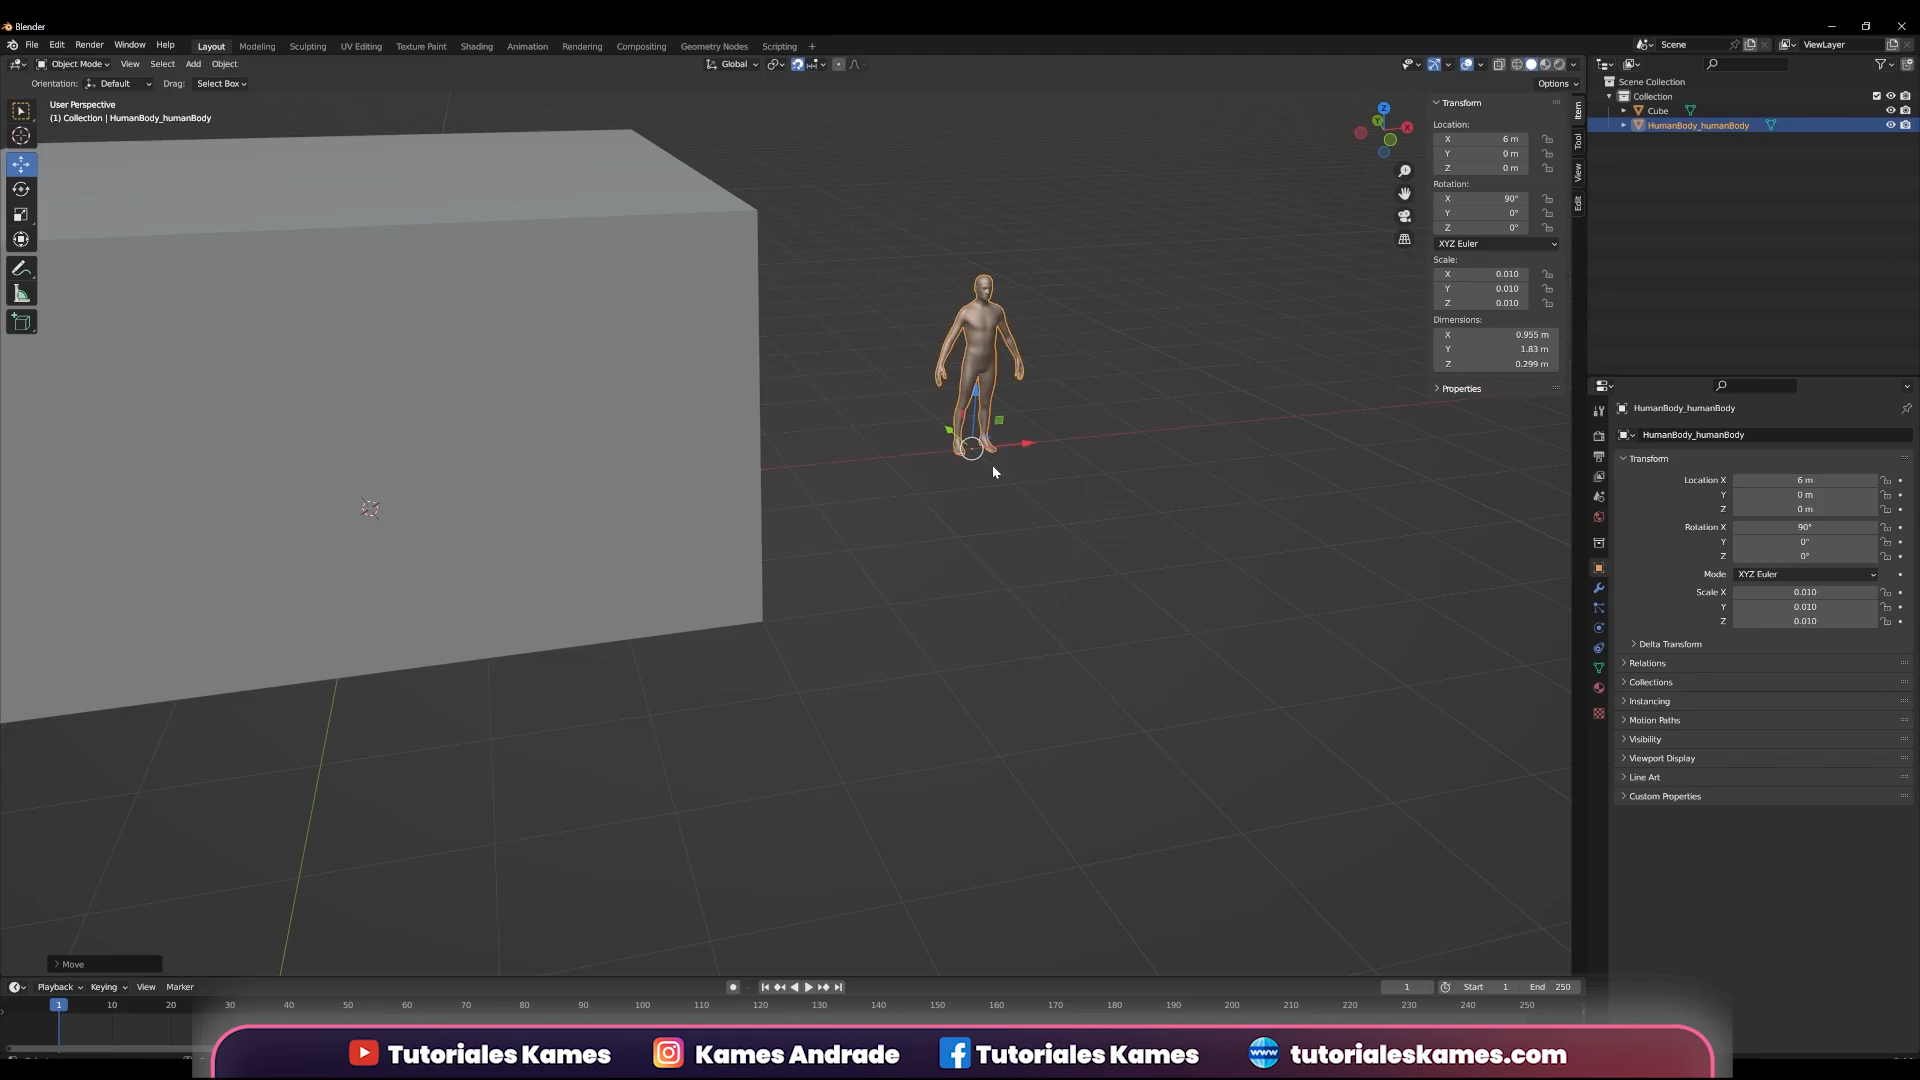 Blender
File Edit Render Window Help
Layout Modeling Sculpting UV Editing Texture Paint Shading Animation Rendering Compositing Geometry Nodes Scripting +
Scene
ViewLayer
Object Mode View Select Add Object
Global
Orientation: Default Drag: Select Box
Options
User Perspective
(1) Collection | HumanBody_humanBody
Z
Y
X
Transform
Location:
X 6 m
Y 0 m
Z 0 m
Rotation:
X 90°
Y 0°
Z 0°
XYZ Euler
Scale:
X 0.010
Y 0.010
Z 0.010
Dimensions:
X 0.955 m
Y 1.83 m
Z 0.299 m
Properties
Item
Tool
View
Edit
Scene Collection
Collection
Cube
HumanBody_humanBody
HumanBody_humanBody
HumanBody_humanBody
Transform
Location X 6 m
Y 0 m
Z 0 m
Rotation X 90°
Y 0°
Z 0°
Mode XYZ Euler
Scale X 0.010
Y 0.010
Z 0.010
Delta Transform
Relations
Collections
Instancing
Motion Paths
Visibility
Viewport Display
Line Art
Custom Properties
Move
Playback Keying View Marker
1 Start 1 End 250
1 10 20 30 40 50 60 70 80 90 100 110 120 130 140 150 160 170 180 190 200 210 220 230 240 250
Tutoriales Kames Kames Andrade Tutoriales Kames www tutorialeskames.com